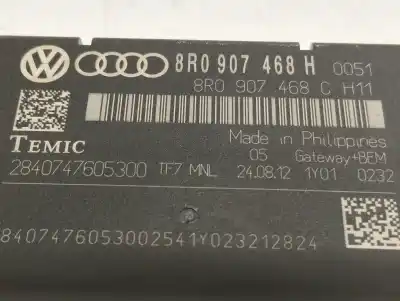 8R0 907 468 H 0051
8R0 907 468 C H11
Made in Philippines
TEMIC
05 Gateway+BEM
2840747605300 TF7 MNL 24.08.12 1Y01 0232
8407476053002541Y023212824